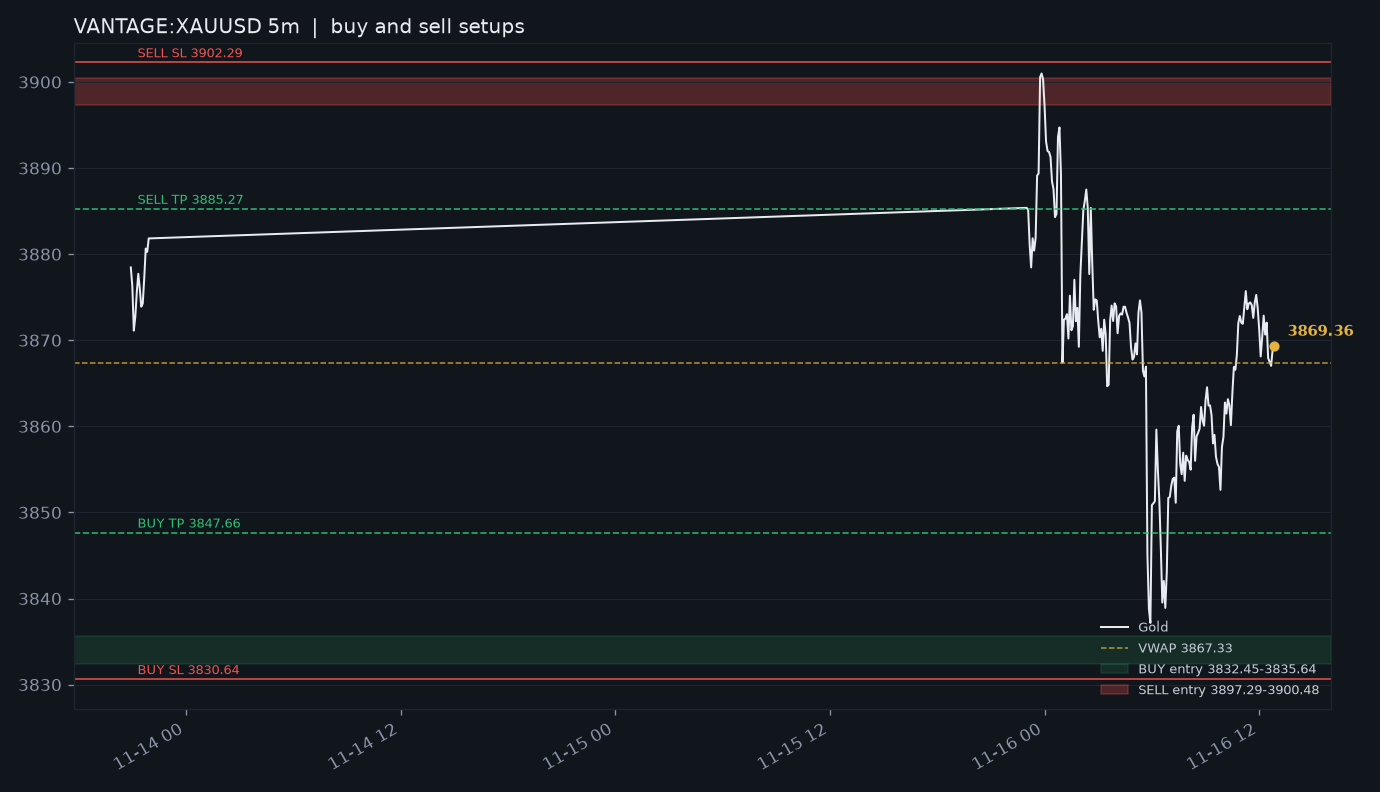 VANTAGE:XAUUSD 5m | buy and sell setups
SELL SL 3902.29
3900
3890
SELL TP 3885.27
3880
3870
3869.36
3860
3850
BUY TP 3847.66
3840
3830
BUY SL 3830.64
Gold
VWAP 3867.33
BUY entry 3832.45-3835.64
SELL entry 3897.29-3900.48
11-14 00
11-14 12
11-15 00
11-15 12
11-16 00
11-16 12